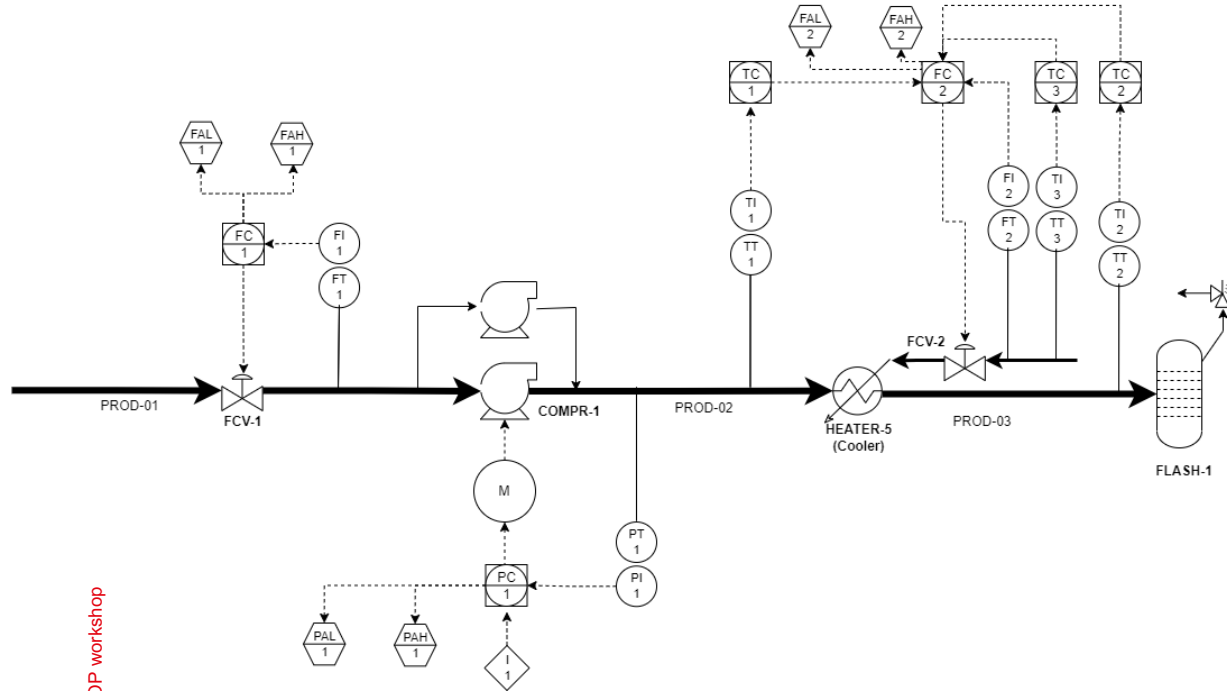 FAL
2
FAH
2
TC
1
FC
2
TC
3
TC
2
FAL
1
FAH
1
FC
1
FI
1
FT
1
TI
1
TT
1
FI
2
FT
2
TI
3
TT
3
TI
2
TT
2
PROD-01
FCV-1
COMPR-1
PROD-02
FCV-2
HEATER-5
(Cooler)
PROD-03
FLASH-1
M
PT
1
PI
1
PC
1
PAL
1
PAH
1
I
1
workshop